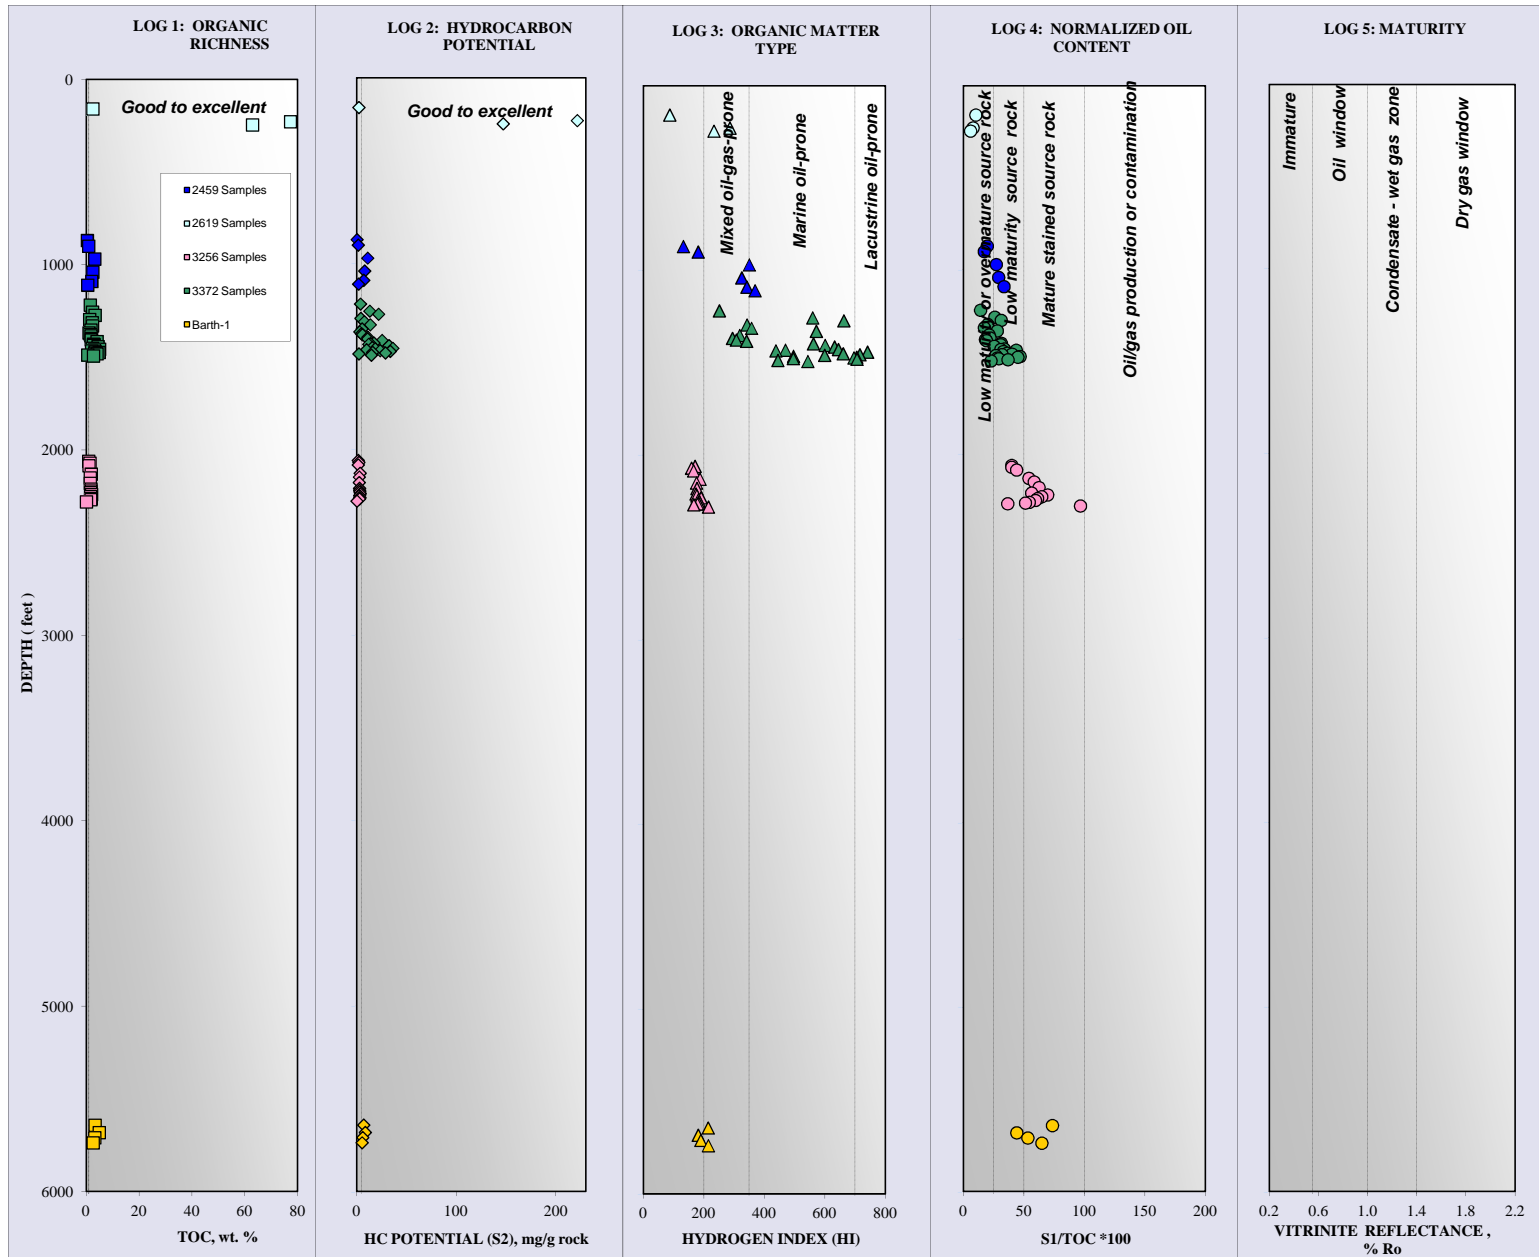 LOG 1:  ORGANIC
RICHNESS
LOG 2:  HYDROCARBON
POTENTIAL
LOG 3:  ORGANIC MATTER
TYPE
LOG 4:  NORMALIZED OIL
CONTENT
LOG 5: MATURITY
Good to excellent
Good to excellent
2459 Samples
2619 Samples
3256 Samples
3372 Samples
Barth-1
Mixed oil-gas-prone
Marine oil-prone
Lacustrine oil-prone
Low maturity or overmature source rock
Low maturity source rock
Mature stained source rock
Oil/gas production or contamination
Immature
Oil window
Condensate - wet gas zone
Dry gas window
DEPTH ( feet )
0
1000
2000
3000
4000
5000
6000
0 20 40 60 80
0 100 200
0 200 400 600 800
0 50 100 150 200
0.2 0.6 1.0 1.4 1.8 2.2
TOC, wt. %
HC POTENTIAL (S2), mg/g rock
HYDROGEN INDEX (HI)
S1/TOC *100
VITRINITE REFLECTANCE ,
% Ro